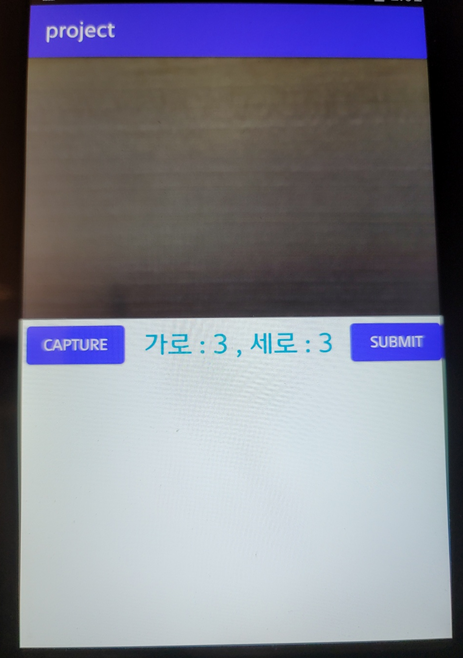 project
CAPTURE 가로 : 3 , 세로 : 3 SUBMIT